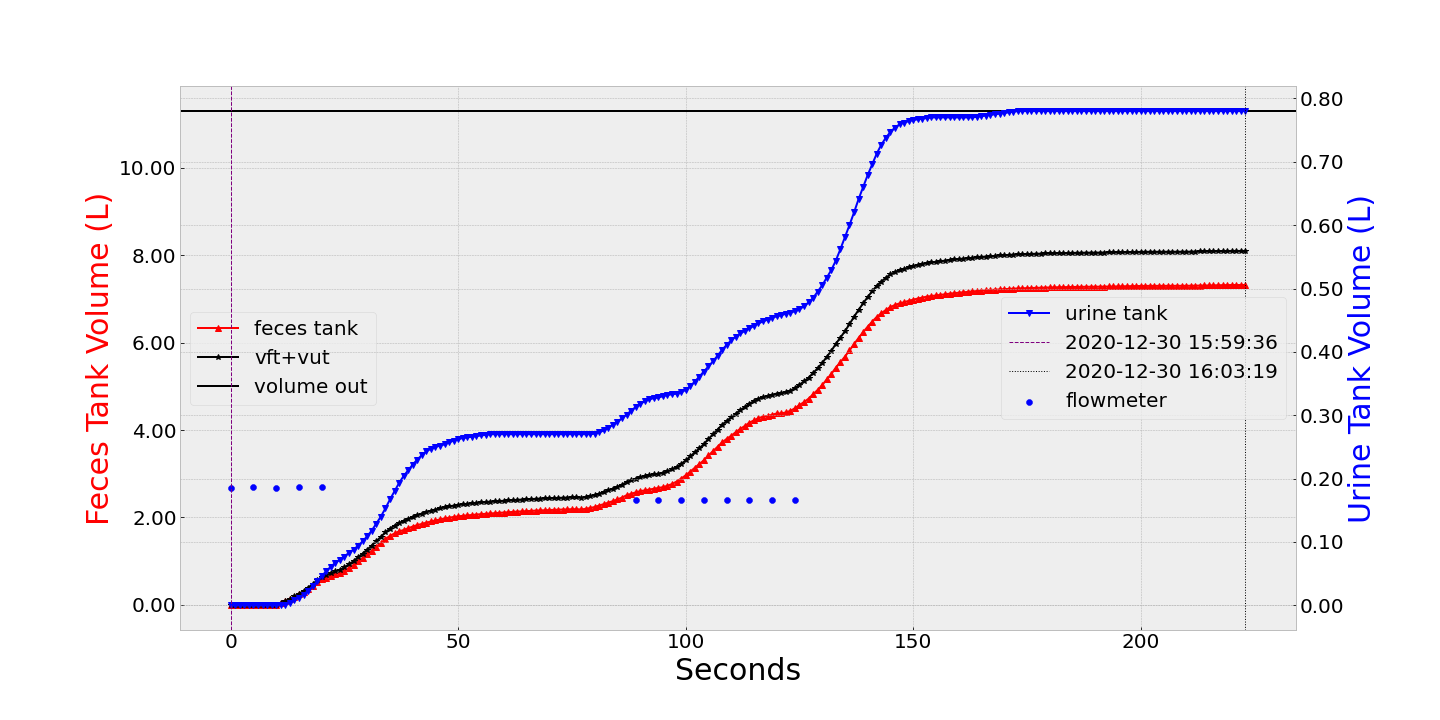 Feces Tank Volume (L)
10.00
8.00
6.00
4.00
2.00
0.00
feces tank
vft+vut
volume out
urine tank
2020-12-30 15:59:36
2020-12-30 16:03:19
flowmeter
0.80
0.70
0.60
0.50
0.40
0.30
0.20
0.10
0.00
Urine Tank Volume (L)
0 50 100 150 200
Seconds